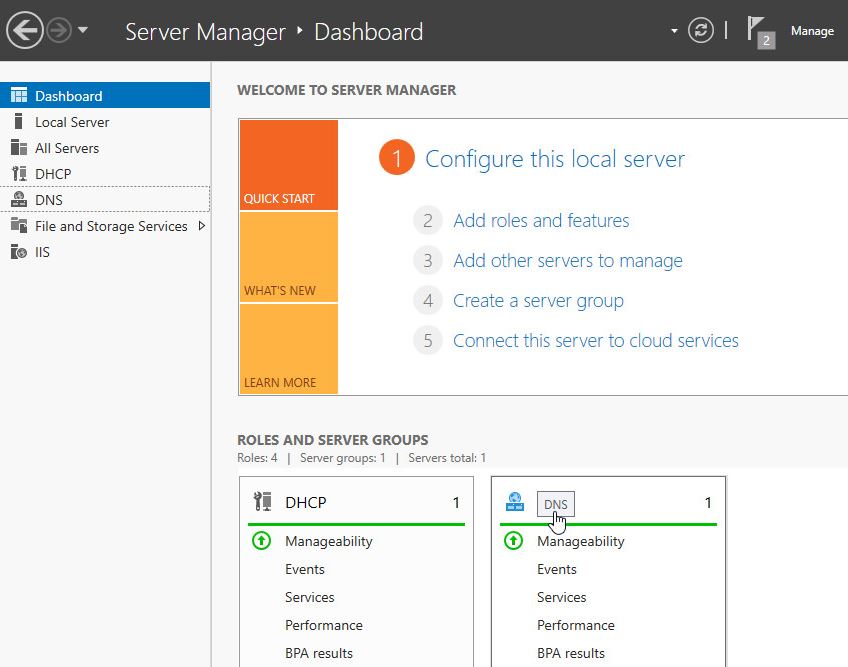 Server Manager ‣ Dashboard
2
Manage
Dashboard
Local Server
All Servers
DHCP
DNS
File and Storage Services
IIS
WELCOME TO SERVER MANAGER
QUICK START
WHAT'S NEW
LEARN MORE
1 Configure this local server
2 Add roles and features
3 Add other servers to manage
4 Create a server group
5 Connect this server to cloud services
ROLES AND SERVER GROUPS
Roles: 4 | Server groups: 1 | Servers total: 1
DHCP 1
Manageability
Events
Services
Performance
BPA results
DNS 1
Manageability
Events
Services
Performance
BPA results